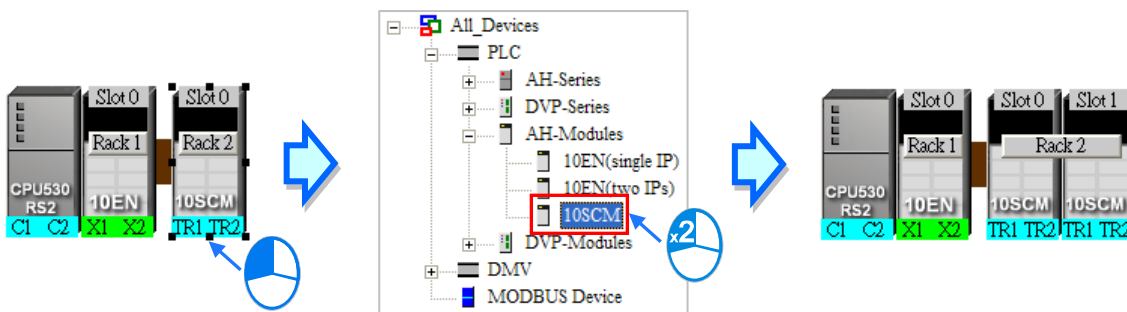 Slot 0 Slot 0
Rack 1 Rack 2
CPU530
RS2 10EN 10SCM
C1 C2 X1 X2 TR1 TR2
All_Devices
PLC
AH-Series
DVP-Series
AH-Modules
10EN(single IP)
10EN(two IPs)
10SCM
DVP-Modules
DMV
MODBUS Device
x2
Slot 0 Slot 0 Slot 1
Rack 1 Rack 2
CPU530
RS2 10EN 10SCM 10SCM
C1 C2 X1 X2 TR1 TR2 TR1 TR2